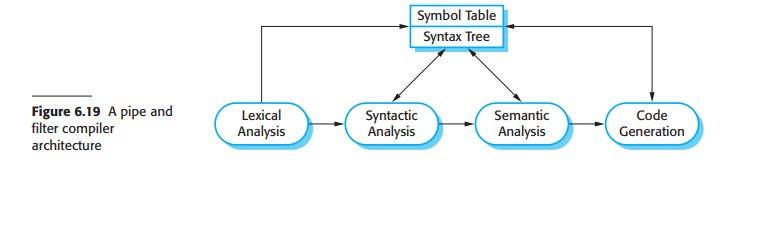 Symbol Table
Syntax Tree
Figure 6.19 A pipe and
filter compiler
architecture
Lexical
Analysis
Syntactic
Analysis
Semantic
Analysis
Code
Generation